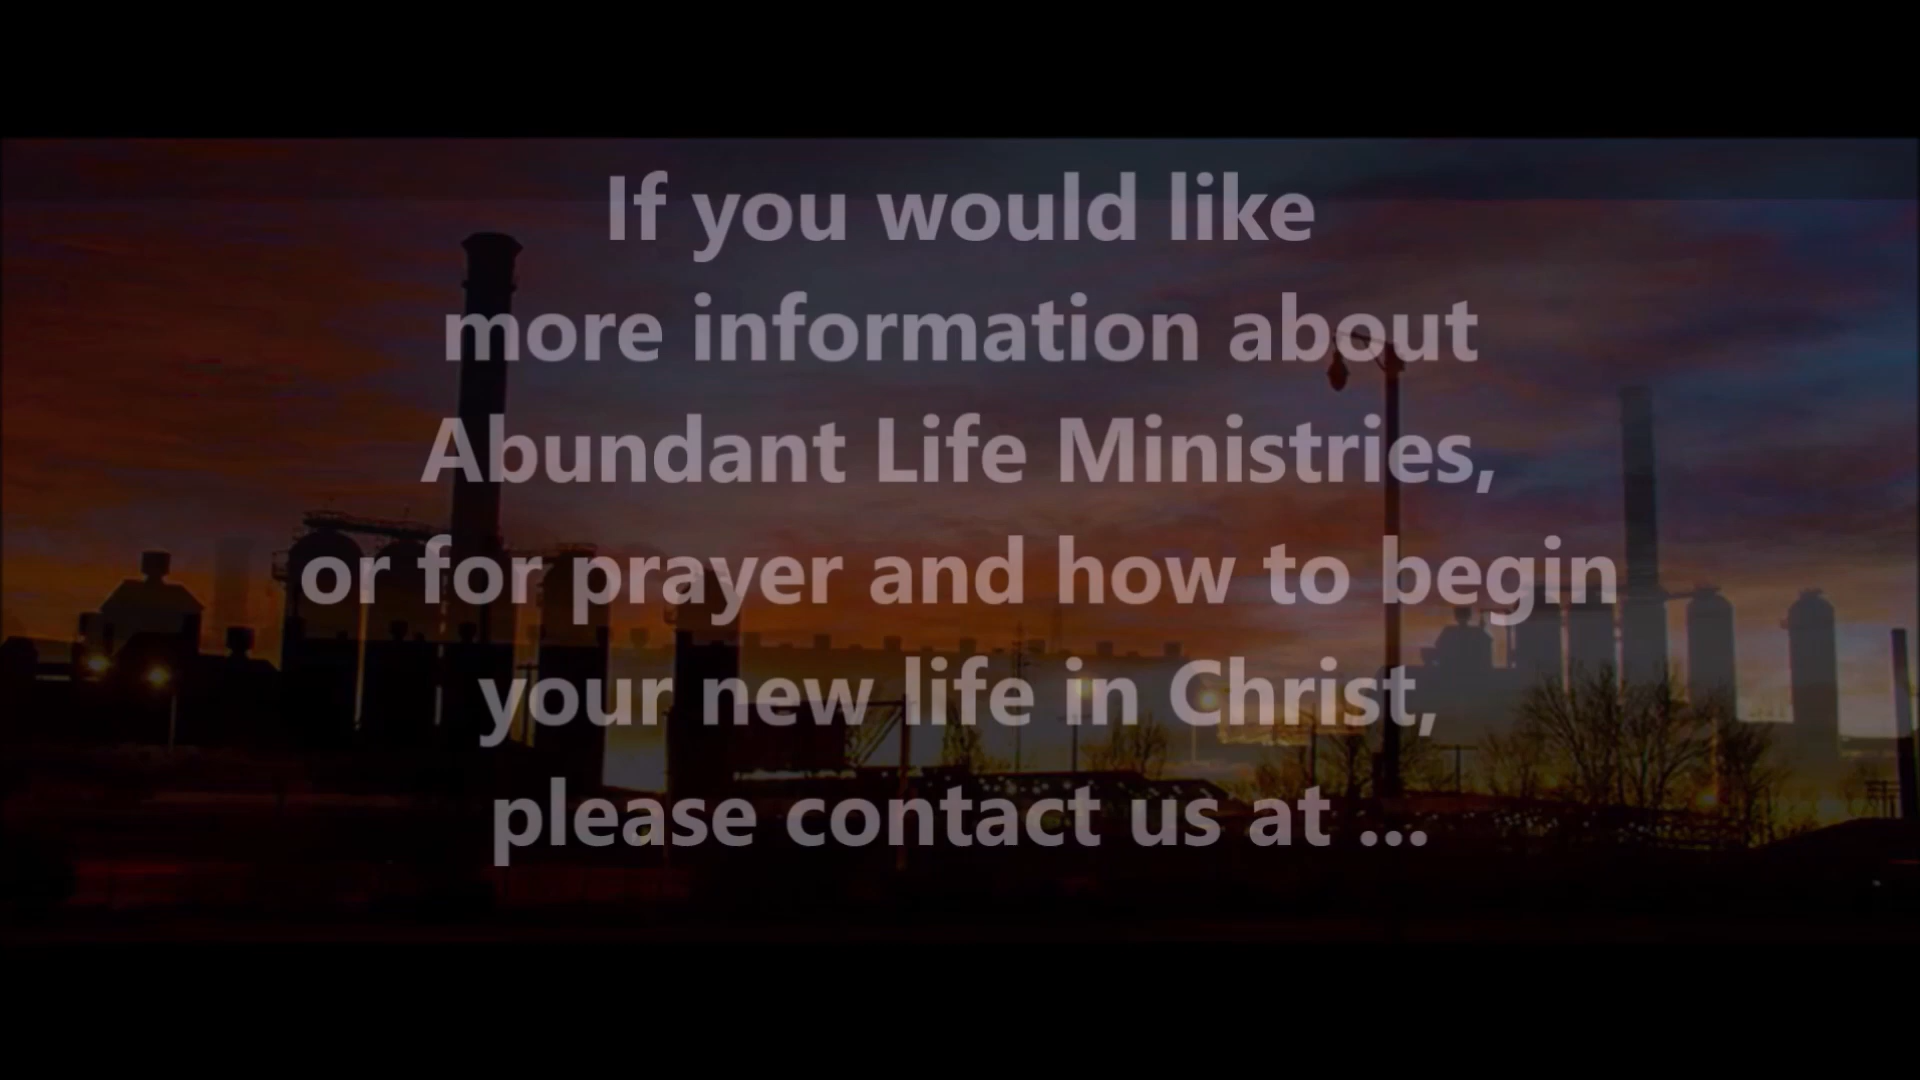 If you would like
more information about
Abundant Life Ministries,
or for prayer and how to begin
your new life in Christ,
please contact us at ...